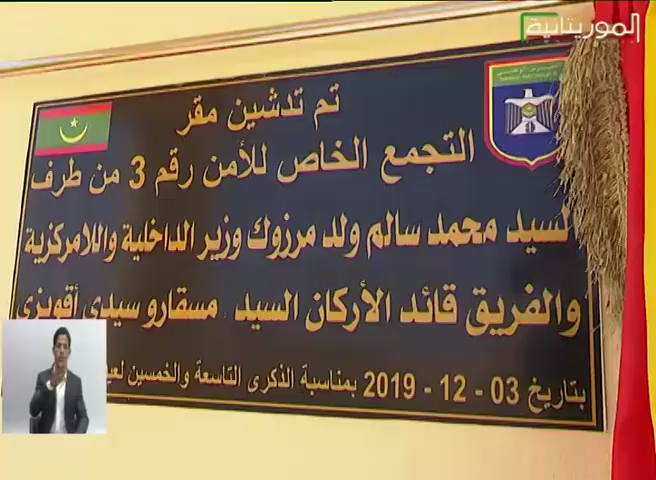 الموريتانية
تم تدشين مقر
التجمع الخاص للأمن رقم 3 من طرف
السيد محمد سالم ولد مرزوك وزير الداخلية واللامركزية
والفريق قائد الأركان السيد : مسقارو سيدي أقويزي
بتاريخ 03 - 12 - 2019 بمناسبة الذكرى التاسعة والخمسين